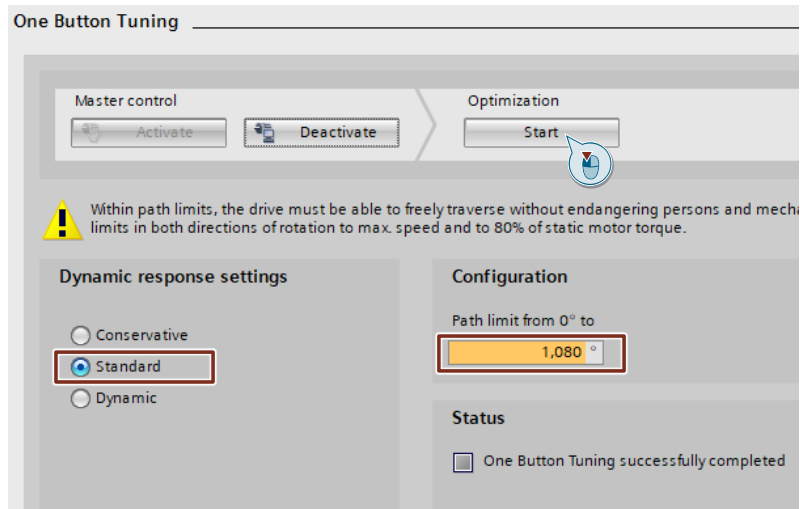 One Button Tuning
Master control
Activate
Deactivate
Optimization
Start
Within path limits, the drive must be able to freely traverse without endangering persons and mecha
limits in both directions of rotation to max. speed and to 80% of static motor torque.
Dynamic response settings
Conservative
Standard
Dynamic
Configuration
Path limit from 0° to
1,080 °
Status
One Button Tuning successfully completed